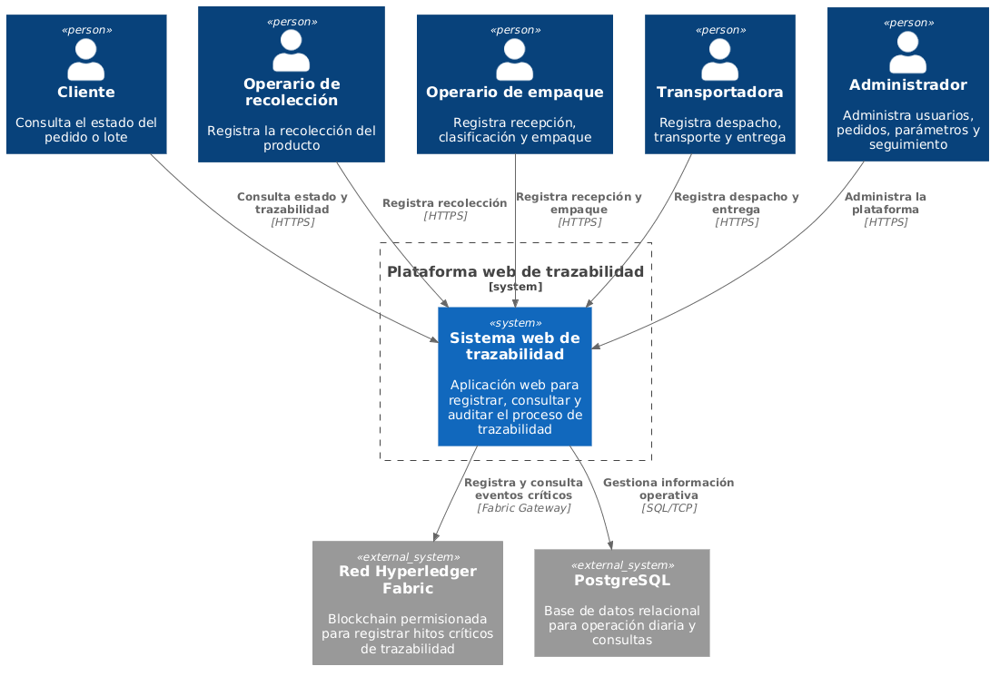 «person»
Cliente
Consulta el estado del
pedido o lote
«person»
Operario de
recolección
Registra la recolección del
producto
«person»
Operario de empaque
Registra recepción,
clasificación y empaque
«person»
Transportadora
Registra despacho,
transporte y entrega
«person»
Administrador
Administra usuarios,
pedidos, parámetros y
seguimiento
Consulta estado y
trazabilidad
[HTTPS]
Registra recolección
[HTTPS]
Registra recepción y
empaque
[HTTPS]
Registra despacho y
entrega
[HTTPS]
Administra la
plataforma
[HTTPS]
Plataforma web de trazabilidad
[system]
«system»
Sistema web de
trazabilidad
Aplicación web para
registrar, consultar y
auditar el proceso de
trazabilidad
Registra y consulta
eventos críticos
[Fabric Gateway]
Gestiona información
operativa
[SQL/TCP]
«external_system»
Red Hyperledger
Fabric
Blockchain permisionada
para registrar hitos críticos
de trazabilidad
«external_system»
PostgreSQL
Base de datos relacional
para operación diaria y
consultas